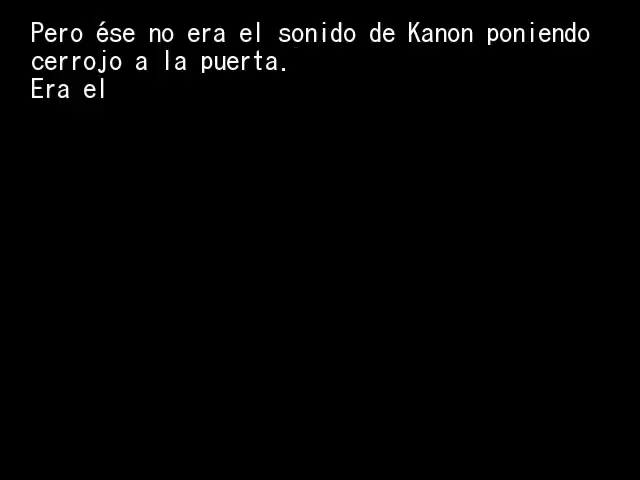 Pero ése no era el sonido de Kanon poniendo
cerrojo a la puerta.
Era el